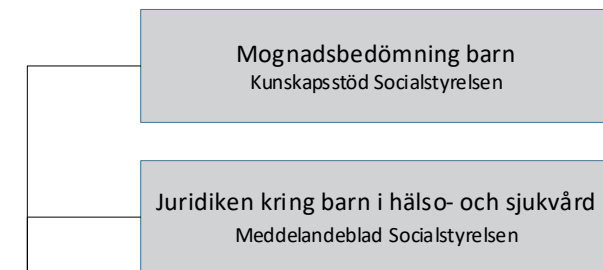 Mognadsbedömning barn
Kunskapsstöd Socialstyrelsen
Juridiken kring barn i hälso- och sjukvård
Meddelandeblad Socialstyrelsen